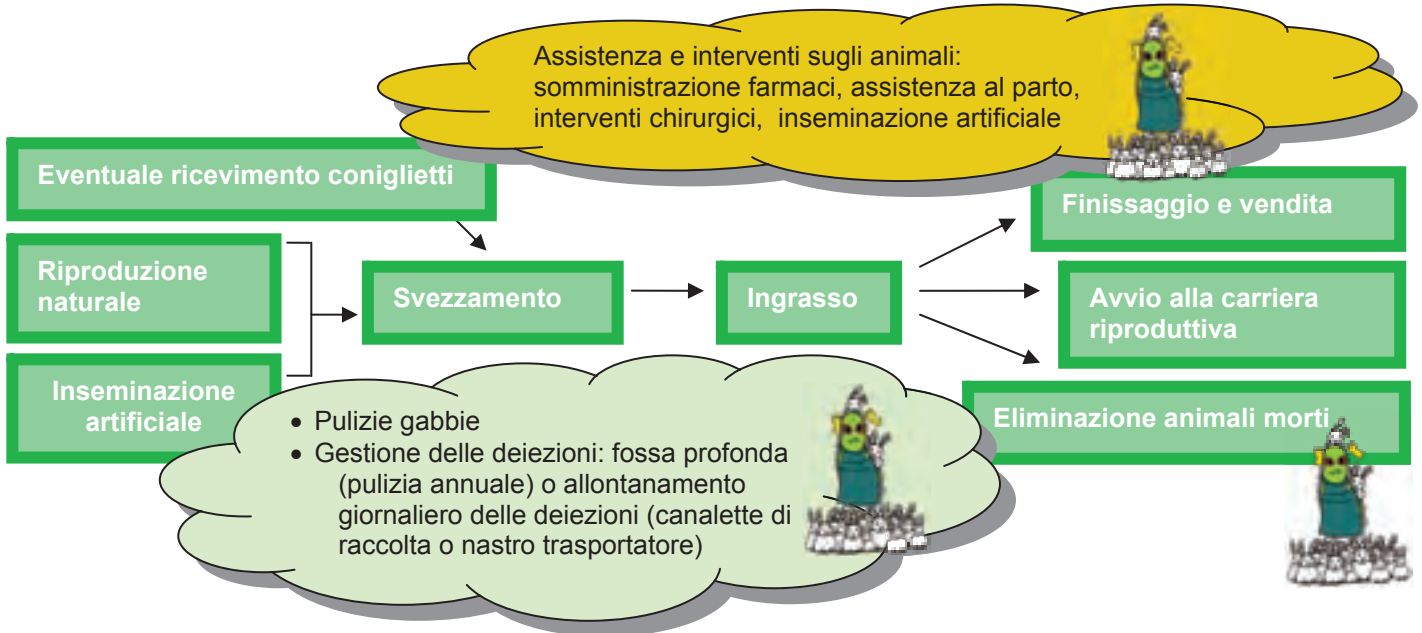 Assistenza e interventi sugli animali:
somministrazione farmaci, assistenza al parto,
interventi chirurgici, inseminazione artificiale
Eventuale ricevimento coniglietti
Riproduzione
naturale
Inseminazione
artificiale
Svezzamento
Ingrasso
Finissaggio e vendita
Avvio alla carriera
riproduttiva
Eliminazione animali morti
• Pulizie gabbie
• Gestione delle deiezioni: fossa profonda
(pulizia annuale) o allontanamento
giornaliero delle deiezioni (canalette di
raccolta o nastro trasportatore)